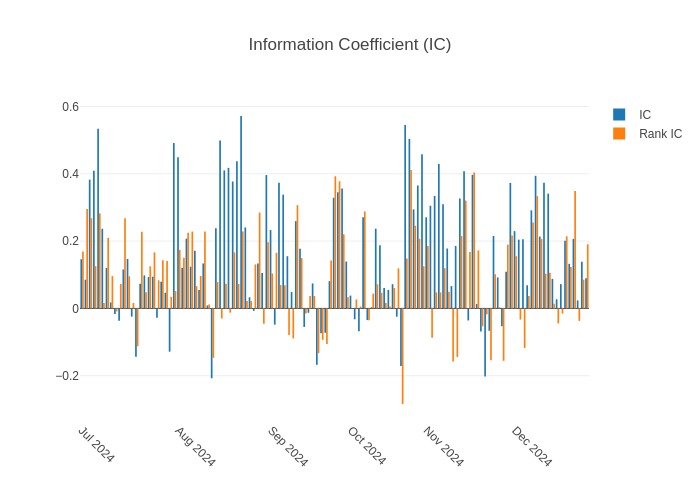 Information Coefficient (IC)
IC
Rank IC
0.6
0.4
0.2
0
−0.2
Jul 2024
Aug 2024
Sep 2024
Oct 2024
Nov 2024
Dec 2024